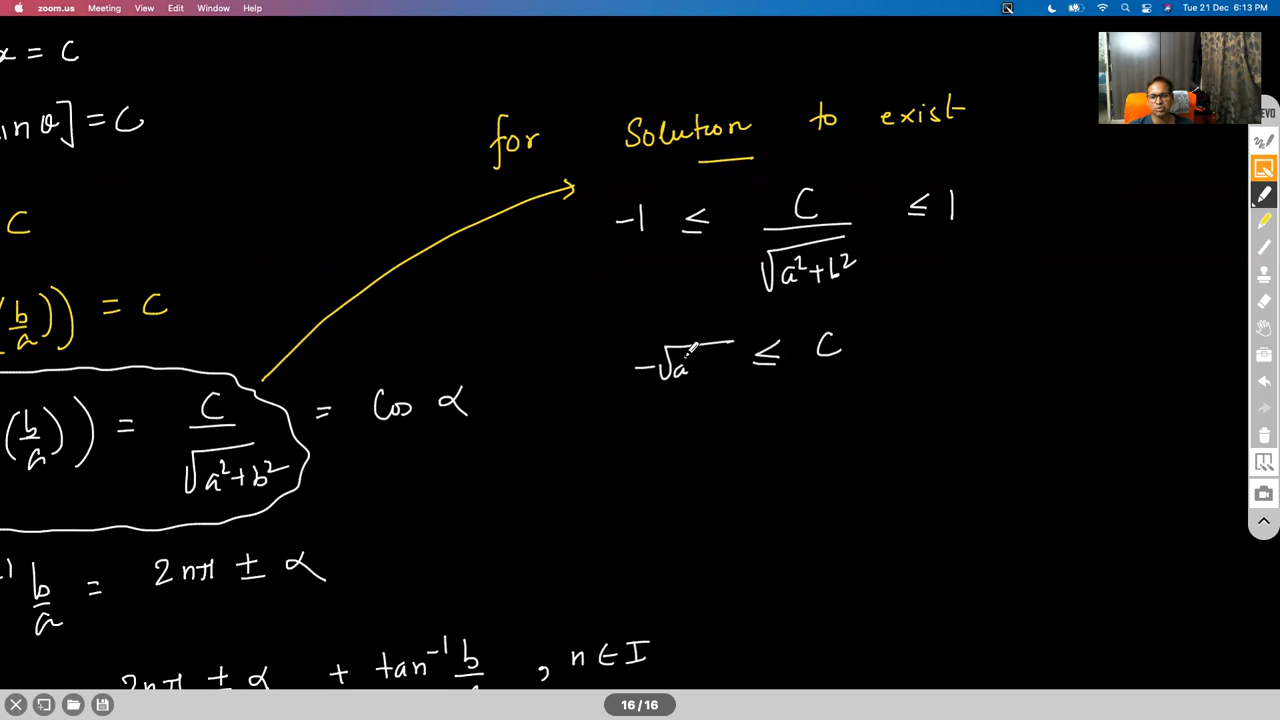 zoom.us Meeting View Edit Window Help Tue 21 Dec 6:13 PM
x = C
in θ] = C
for Solution to exist
-1 ≤ C/√(a²+b²) ≤ 1
C
(b/a)) = C
-√a ≤ C
(b/a)) = C/√(a²+b²) = Cos α
-1 b/a = 2nπ ± α
2nπ ± α + tan⁻¹ b/ , n ∈ I
16 / 16